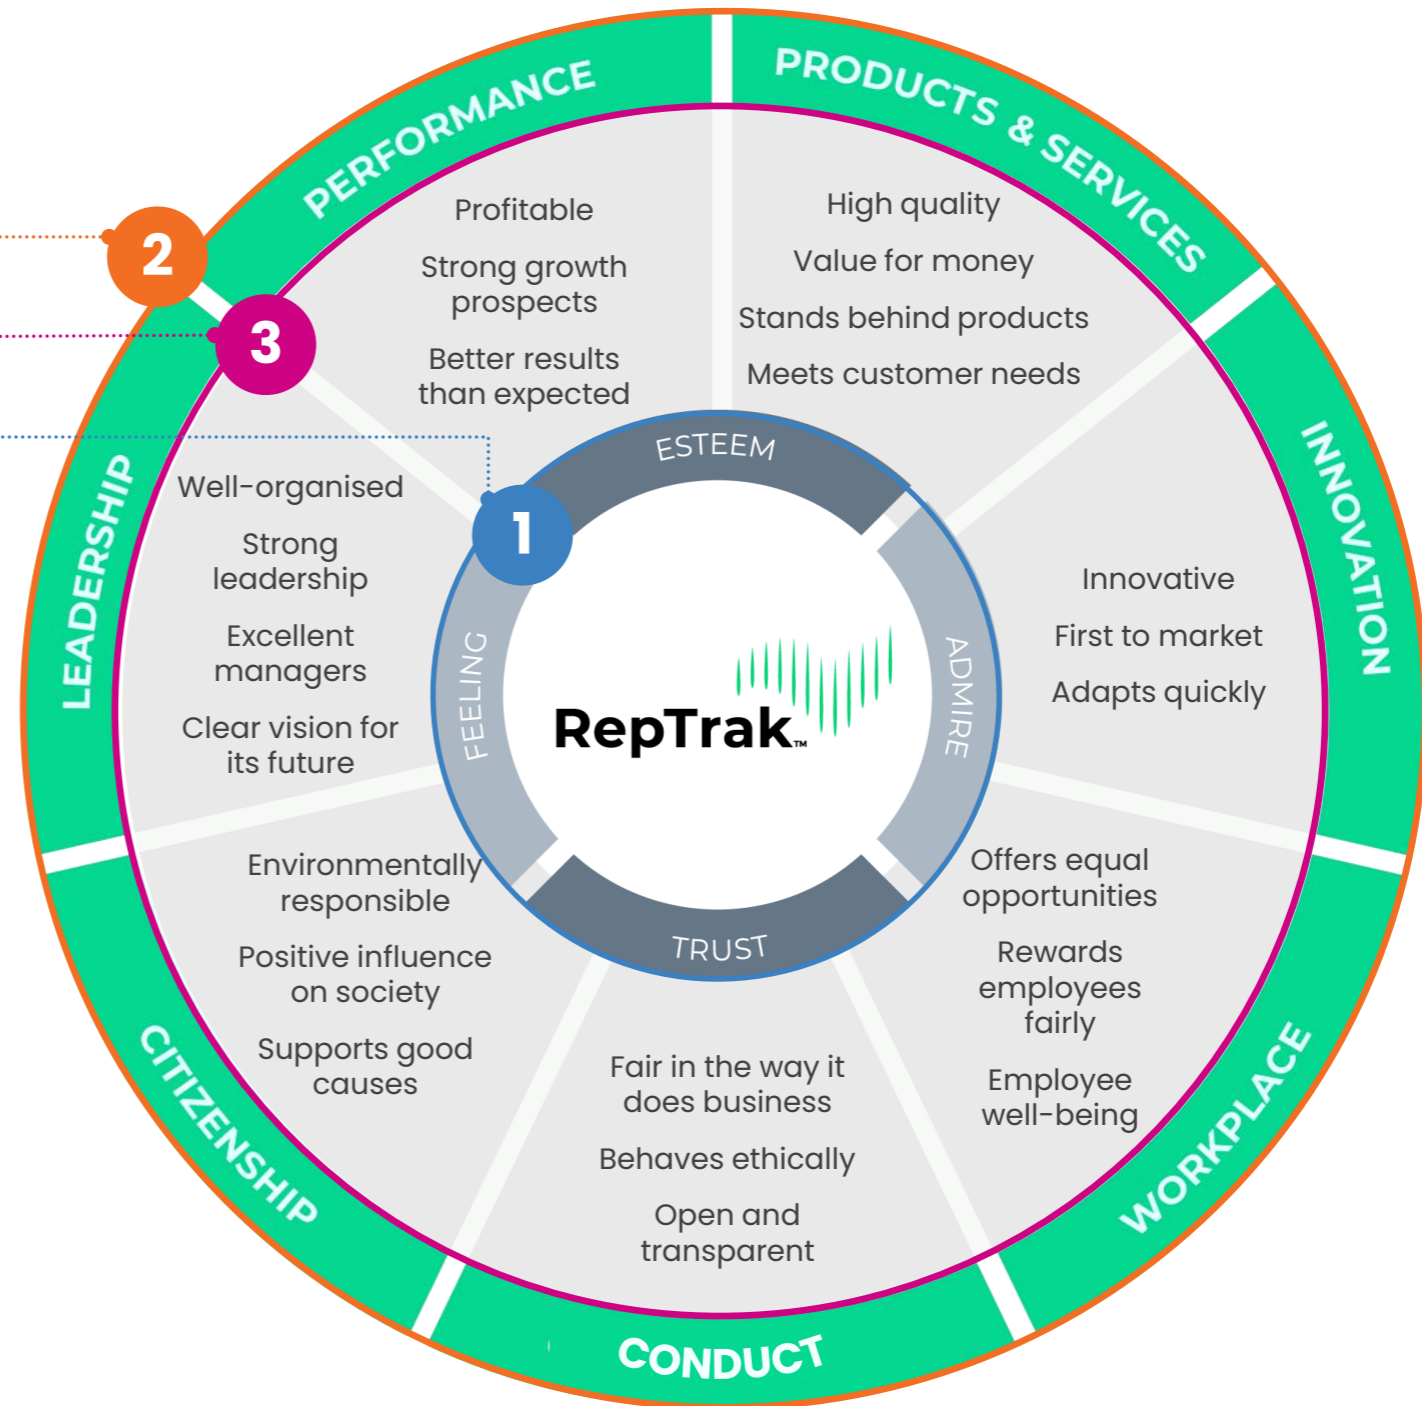 PERFORMANCE
PRODUCTS & SERVICES
INNOVATION
WORKPLACE
CONDUCT
CITIZENSHIP
LEADERSHIP
2
3
1
Profitable
Strong growth
prospects
Better results
than expected
High quality
Value for money
Stands behind products
Meets customer needs
Innovative
First to market
Adapts quickly
Offers equal
opportunities
Rewards
employees
fairly
Employee
well-being
Fair in the way it
does business
Behaves ethically
Open and
transparent
Environmentally
responsible
Positive influence
on society
Supports good
causes
Well-organised
Strong
leadership
Excellent
managers
Clear vision for
its future
ESTEEM
ADMIRE
TRUST
FEELING
RepTrak™